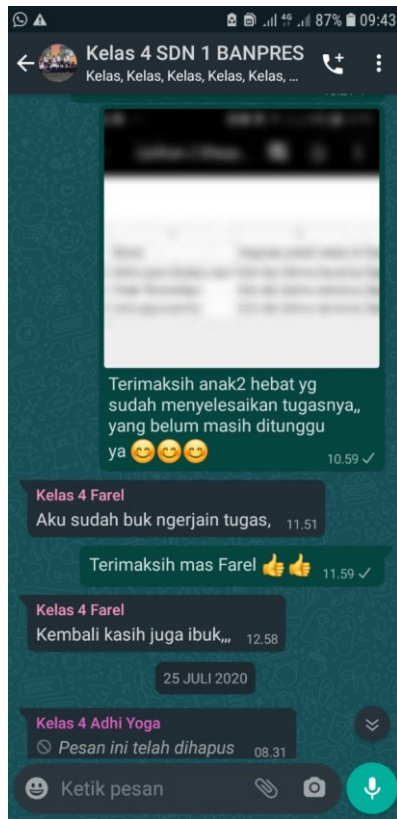 87% 09:43
Kelas 4 SDN 1 BANPRES
Kelas, Kelas, Kelas, Kelas, Kelas, ...
Terimaksih anak2 hebat yg
sudah menyelesaikan tugasnya,,
yang belum masih ditunggu
ya 😊😊😊
10.59
Kelas 4 Farel
Aku sudah buk ngerjain tugas, 11.51
Terimaksih mas Farel 👍👍 11.59
Kelas 4 Farel
Kembali kasih juga ibuk,,, 12.58
25 JULI 2020
Kelas 4 Adhi Yoga
Pesan ini telah dihapus 08.31
Ketik pesan